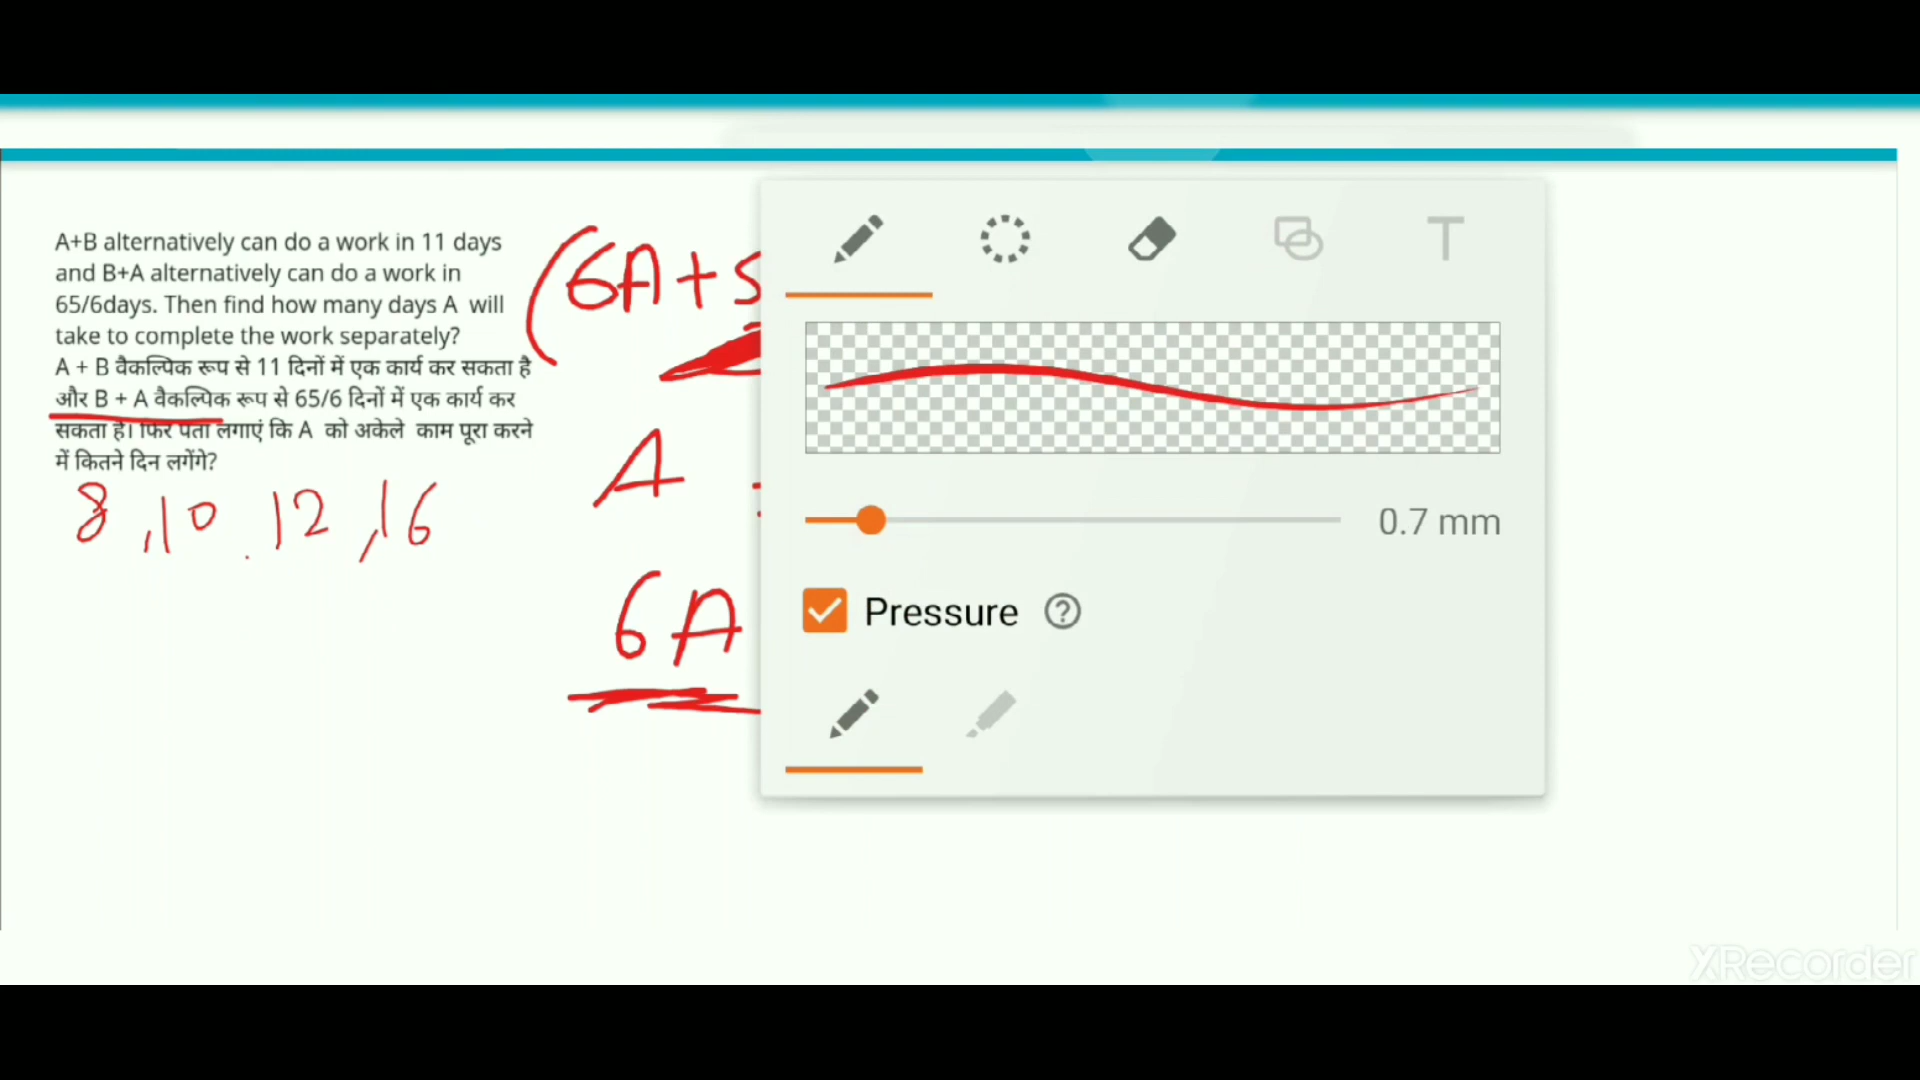 A+B alternatively can do a work in 11 days
and B+A alternatively can do a work in
65/6days. Then find how many days A will
take to complete the work separately?
A + B वैकल्पिक रूप से 11 दिनों में एक कार्य कर सकता है
और B + A वैकल्पिक रूप से 65/6 दिनों में एक कार्य कर
सकता है। फिर पता लगाएं कि A को अकेले काम पूरा करने
में कितने दिन लगेंगे?
8, 10, 12, 16
(6A+5
A
6A
T
0.7 mm
Pressure ?
XRecorder